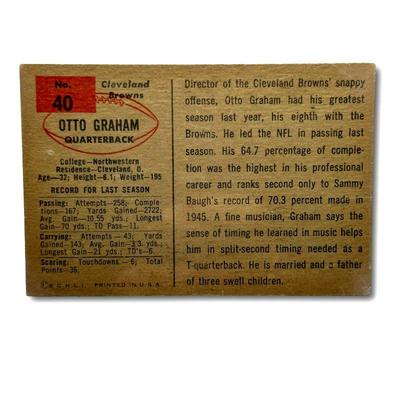 No.
40
Cleveland
Browns
OTTO GRAHAM
QUARTERBACK
College—Northwestern
Residence—Cleveland, O.
Age—32; Height—6.1; Weight—195
RECORD FOR LAST SEASON
Passing: Attempts—258; Comple-
tions—167; Yards Gained—2722;
Avg. Gain—10.55 yds.; Longest
Gain—70 yds.; TD Pass—11.
Carrying: Attempts—43; Yards
Gained—143; Avg. Gain—3.3 yds.;
Longest Gain—21 yds.; TD's—6.
Scoring: Touchdowns—6; Total
Points—36.
© B.C.H.L.I. PRINTED IN U.S.A.
Director of the Cleveland Browns' snappy
offense, Otto Graham had his greatest
season last year, his eighth with the
Browns. He led the NFL in passing last
season. His 64.7 percentage of comple-
tion was the highest in his professional
career and ranks second only to Sammy
Baugh's record of 70.3 percent made in
1945. A fine musician, Graham says the
sense of timing he learned in music helps
him in split-second timing needed as a
T-quarterback. He is married and a father
of three swell children.